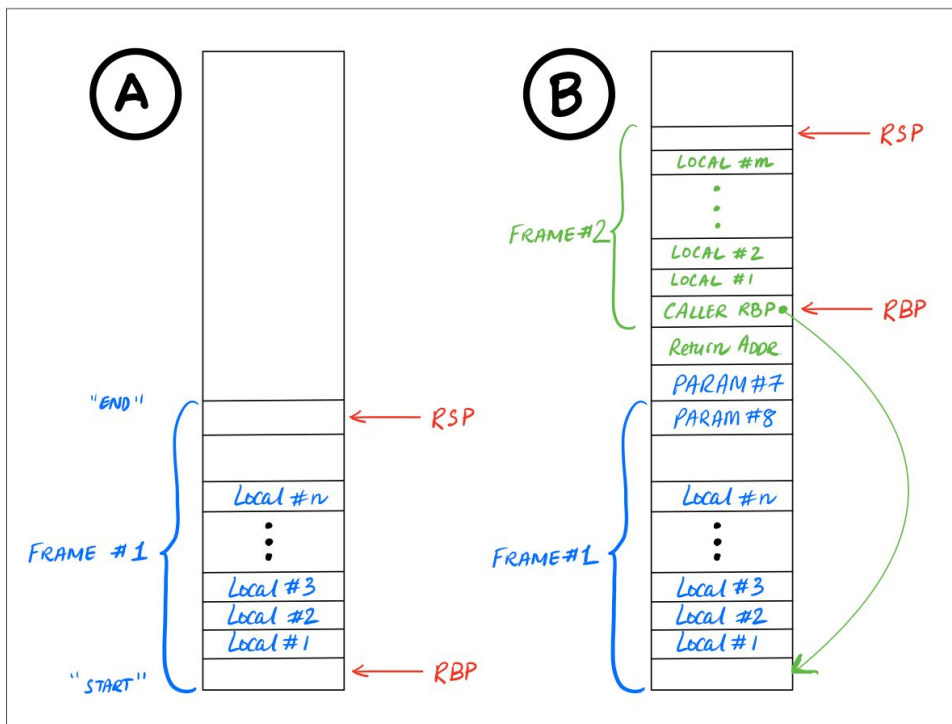 A
RSP
"END"
Local #n
FRAME #1
Local #3
Local #2
Local #1
RBP
"START"
B
RSP
LOCAL #m
FRAME#2
LOCAL #2
LOCAL #1
CALLER RBP
RBP
Return ADDR.
PARAM#7
PARAM#8
Local #n
FRAME#1
Local #3
Local #2
Local #1